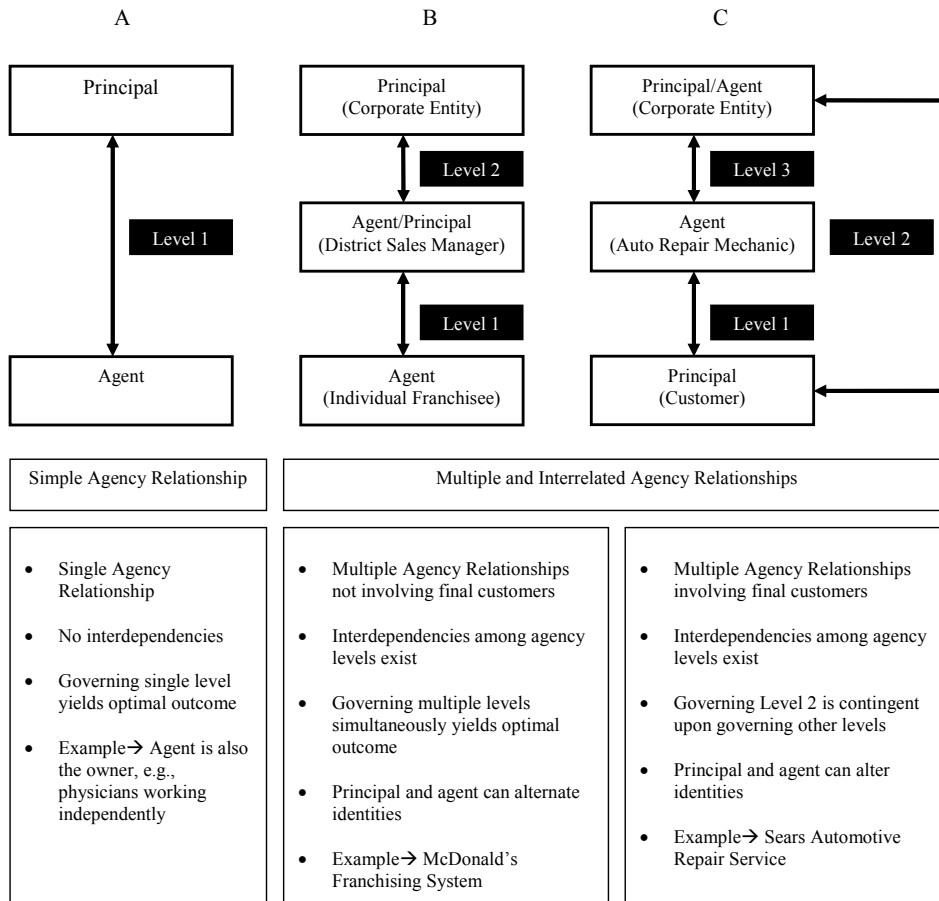 A
B
C
Principal
Principal
(Corporate Entity)
Principal/Agent
(Corporate Entity)
Level 2
Level 3
Level 1
Agent/Principal
(District Sales Manager)
Agent
(Auto Repair Mechanic)
Level 2
Level 1
Level 1
Agent
Agent
(Individual Franchisee)
Principal
(Customer)
Simple Agency Relationship
Multiple and Interrelated Agency Relationships
• Single Agency
Relationship
• No interdependencies
• Governing single level
yields optimal outcome
• Example→ Agent is also
the owner, e.g.,
physicians working
independently
• Multiple Agency Relationships
not involving final customers
• Interdependencies among agency
levels exist
• Governing multiple levels
simultaneously yields optimal
outcome
• Principal and agent can alternate
identities
• Example→ McDonald's
Franchising System
• Multiple Agency Relationships
involving final customers
• Interdependencies among agency
levels exist
• Governing Level 2 is contingent
upon governing other levels
• Principal and agent can alter
identities
• Example→ Sears Automotive
Repair Service